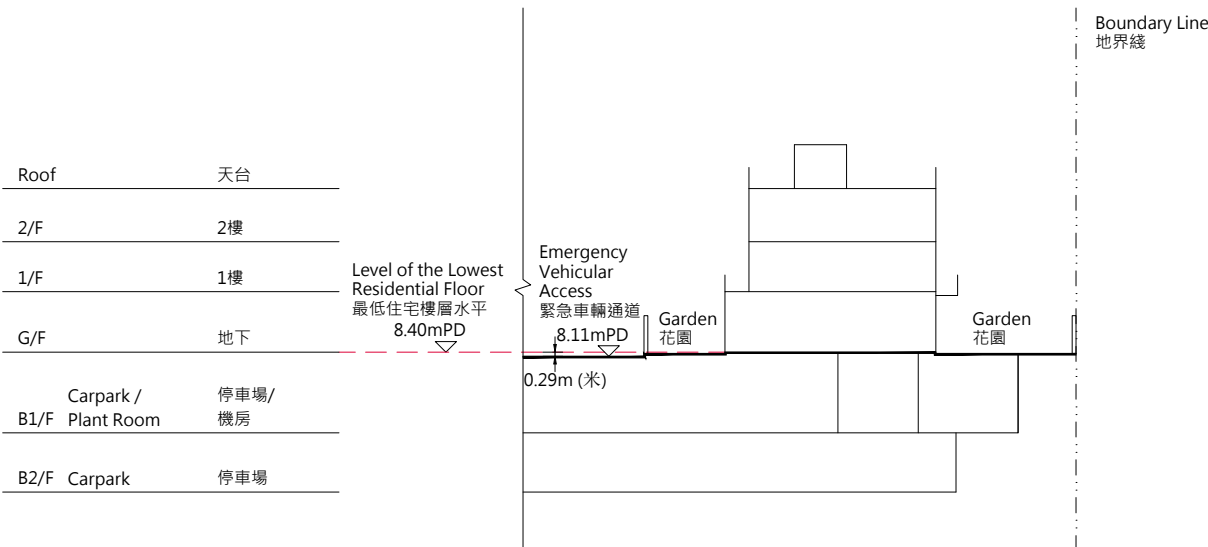 Boundary Line
地界綫
Roof 天台
2/F 2樓
1/F 1樓
G/F 地下
Carpark / 停車場/
B1/F Plant Room 機房
B2/F Carpark 停車場
Level of the Lowest
Residential Floor
最低住宅樓層水平
8.40mPD
Emergency
Vehicular
Access
緊急車輛通道
8.11mPD
0.29m (米)
Garden
花園
Garden
花園